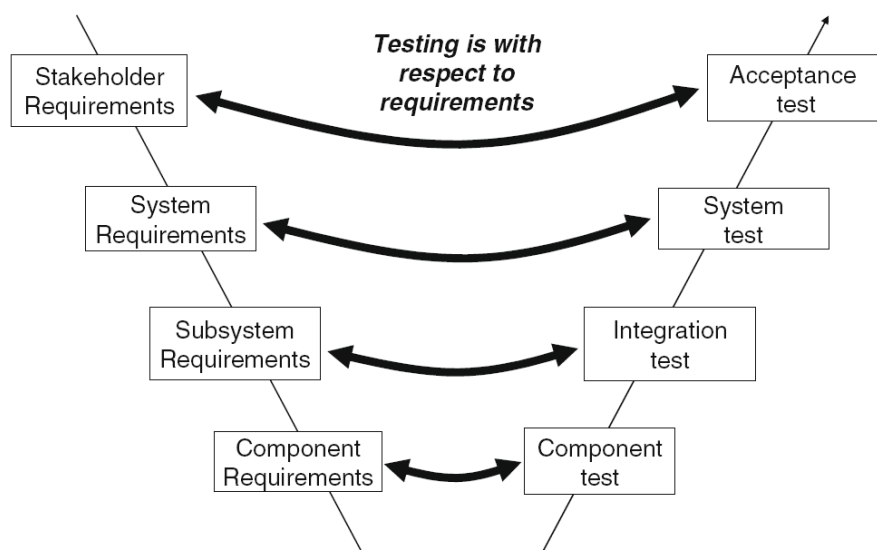 Testing is with
respect to
requirements
Stakeholder
Requirements
Acceptance
test
System
Requirements
System
test
Subsystem
Requirements
Integration
test
Component
Requirements
Component
test